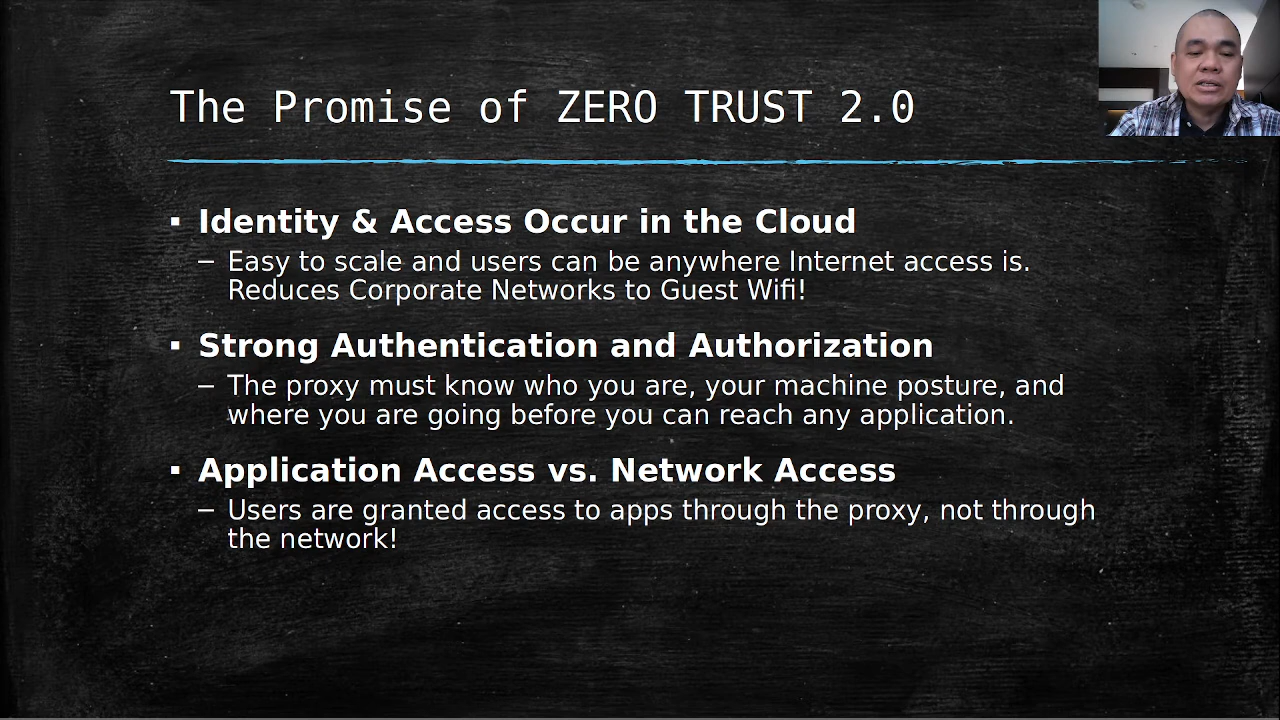 The Promise of ZERO TRUST 2.0
▪ Identity & Access Occur in the Cloud
– Easy to scale and users can be anywhere Internet access is.
Reduces Corporate Networks to Guest Wifi!
▪ Strong Authentication and Authorization
– The proxy must know who you are, your machine posture, and
where you are going before you can reach any application.
▪ Application Access vs. Network Access
– Users are granted access to apps through the proxy, not through
the network!